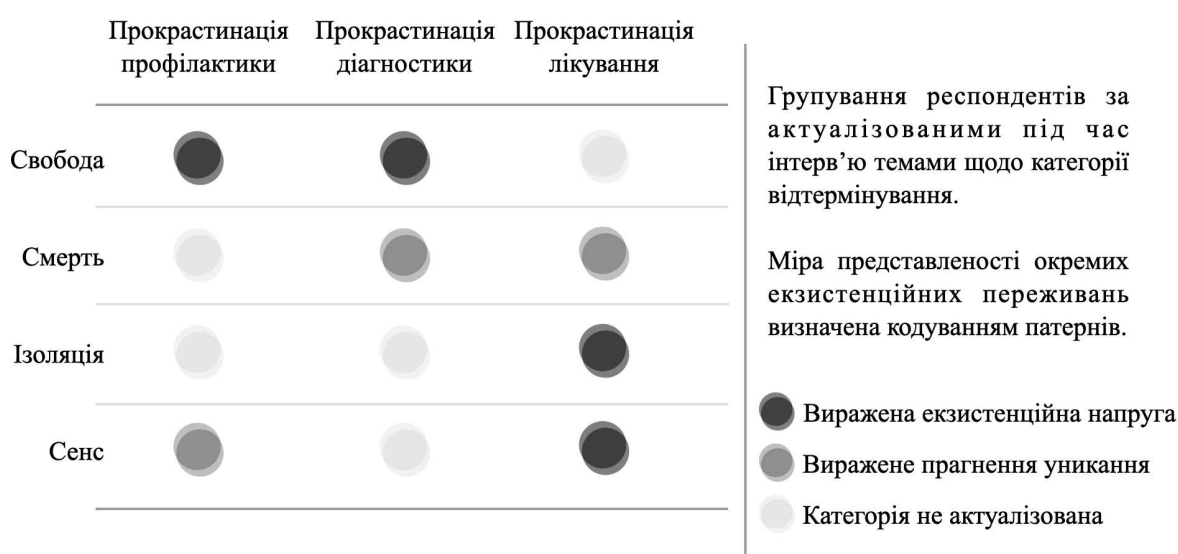 Прокрастинація Прокрастинація Прокрастинація
профілактики діагностики лікування
Свобода
Смерть
Ізоляція
Сенс
Групування респондентів за
актуалізованими під час
інтерв’ю темами щодо категорії
відтермінування.
Міра представленості окремих
екзистенційних переживань
визначена кодуванням патернів.
Виражена екзистенційна напруга
Виражене прагнення уникання
Категорія не актуалізована